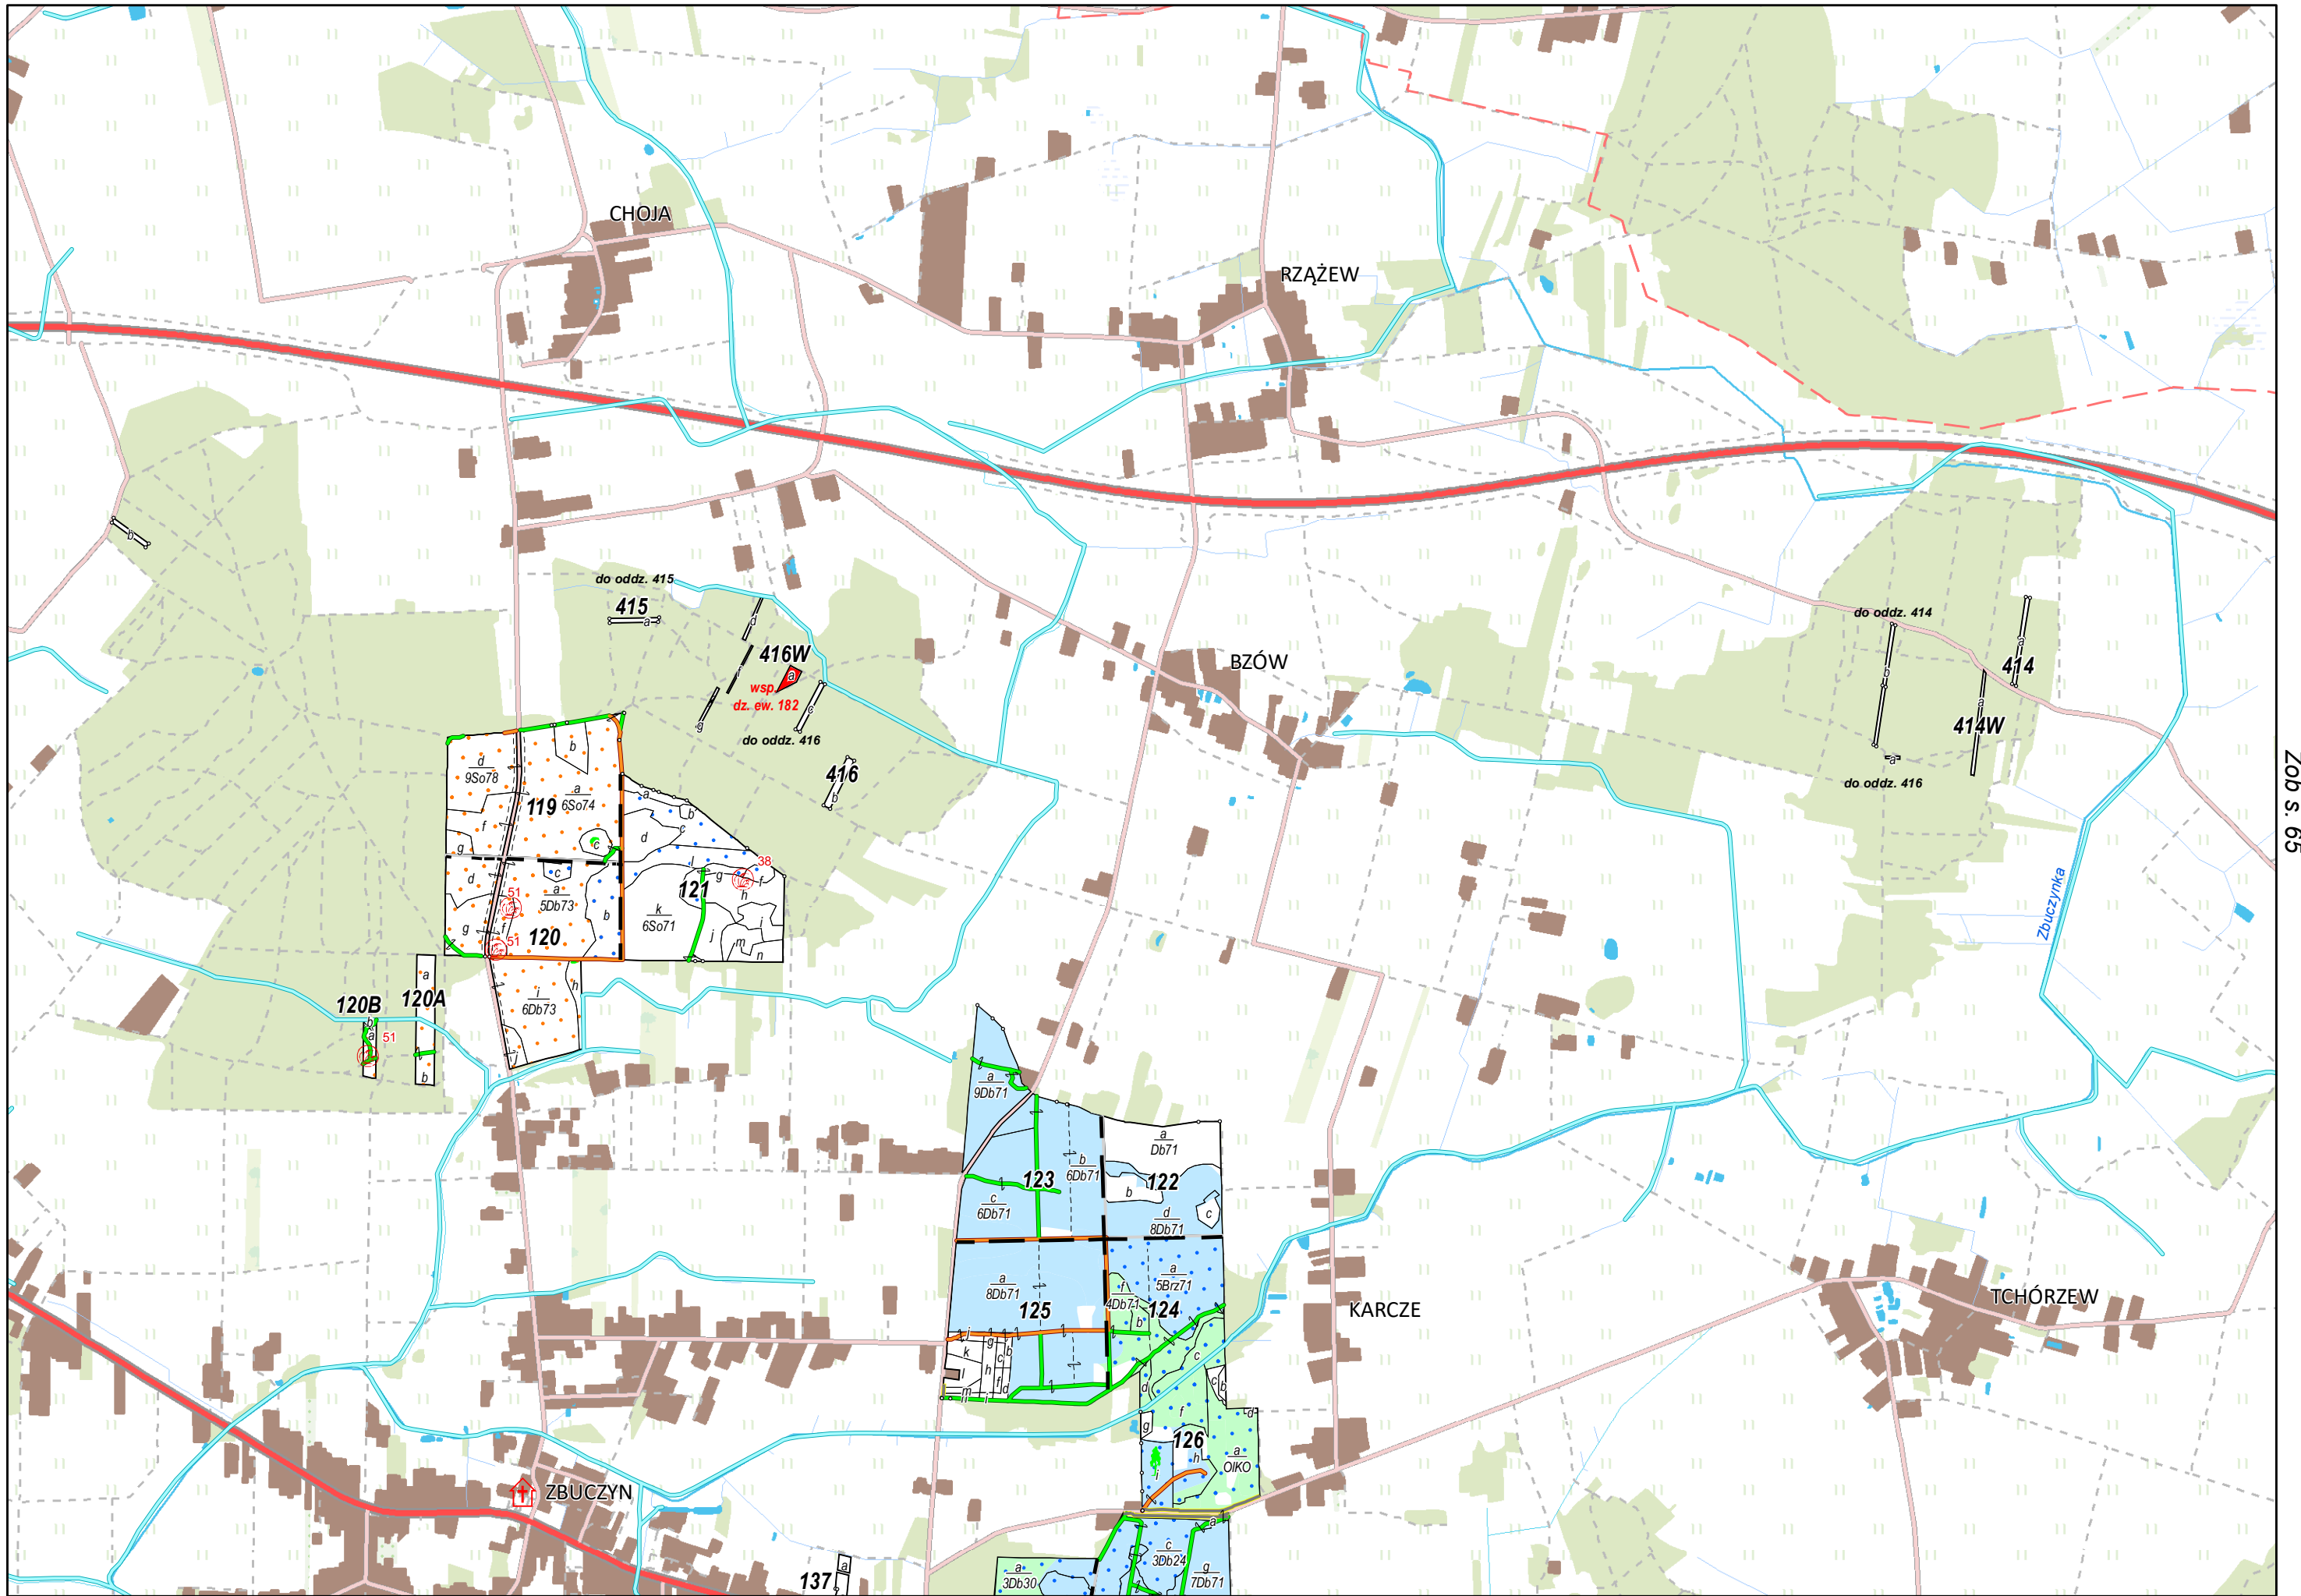 CHOJA
RZĄŻEW
b
do oddz. 415
415
a
d
416W
a
wsp.
dz. ew. 182
g
c
do oddz. 416
416
b
BZÓW
do oddz. 414
b
a
414
a
414W
a
do oddz. 416
Zob s. 65
Zbuczynka
d
9So78
b
119
a
6So74
f
c
g
a
b
c
d
l
38
g
f
h
121
k
6So71
i
j
m
n
d
c
51
a
5Db73
b
g
f
51
120
i
6Db73
h
j
120B
b
a
51
120A
a
b
a
9Db71
a
Db71
b
6Db71
123
122
b
c
6Db71
c
d
8Db71
a
8Db71
125
a
5Brz71
f
4Db71
124
b
j
g
b
k
c
h
l
f
d
m
n
i
c
d
c
b
f
d
g
126
h
a
OlKO
i
KARCZE
TCHÓRZEW
ZBUCZYN
137
a
a
c
3Db24
a
3Db30
g
7Db71